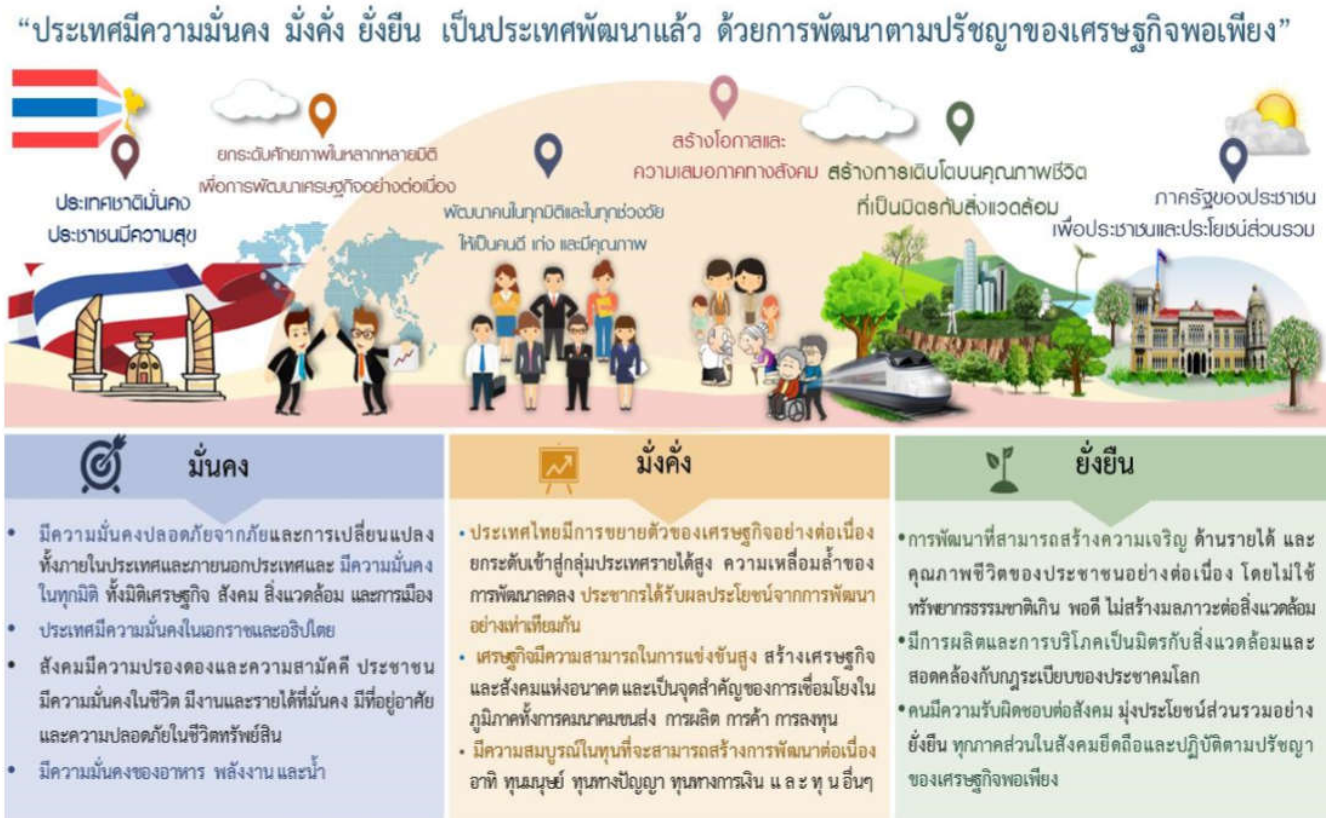 “ประเทศมีความมั่นคง มั่งคั่ง ยั่งยืน เป็นประเทศพัฒนาแล้ว ด้วยการพัฒนาตามปรัชญาของเศรษฐกิจพอเพียง”
ประเทศชาติมั่นคง
ประชาชนมีความสุข
ยกระดับศักยภาพในหลากหลายมิติ
เพื่อการพัฒนาเศรษฐกิจอย่างต่อเนื่อง
พัฒนาคนในทุกมิติและในทุกช่วงวัย
ให้เป็นคนดี เก่ง และมีคุณภาพ
สร้างโอกาสและ
ความเสมอภาคทางสังคม
สร้างการเติบโตบนคุณภาพชีวิต
ที่เป็นมิตรกับสิ่งแวดล้อม
ภาครัฐของประชาชน
เพื่อประชาชนและประโยชน์ส่วนรวม
มั่นคง
• มีความมั่นคงปลอดภัยจากภัยและการเปลี่ยนแปลง
ทั้งภายในประเทศและภายนอกประเทศและ มีความมั่นคง
ในทุกมิติ ทั้งมิติเศรษฐกิจ สังคม สิ่งแวดล้อม และการเมือง
• ประเทศมีความมั่นคงในเอกราชและอธิปไตย
• สังคมมีความปรองดองและความสามัคคี ประชาชน
มีความมั่นคงในชีวิต มีงานและรายได้ที่มั่นคง มีที่อยู่อาศัย
และความปลอดภัยในชีวิตทรัพย์สิน
• มีความมั่นคงของอาหาร พลังงาน และน้ำ
มั่งคั่ง
• ประเทศไทยมีการขยายตัวของเศรษฐกิจอย่างต่อเนื่อง
ยกระดับเข้าสู่กลุ่มประเทศรายได้สูง ความเหลื่อมล้ำของ
การพัฒนาลดลง ประชากรได้รับผลประโยชน์จากการพัฒนา
อย่างเท่าเทียมกัน
• เศรษฐกิจมีความสามารถในการแข่งขันสูง สร้างเศรษฐกิจ
และสังคมแห่งอนาคต และเป็นจุดสำคัญของการเชื่อมโยงใน
ภูมิภาคทั้งการคมนาคมขนส่ง การผลิต การค้า การลงทุน
• มีความสมบูรณ์ในทุนที่จะสามารถสร้างการพัฒนาต่อเนื่อง
อาทิ ทุนมนุษย์ ทุนทางปัญญา ทุนทางการเงิน และทุนอื่นๆ
ยั่งยืน
• การพัฒนาที่สามารถสร้างความเจริญ ด้านรายได้ และ
คุณภาพชีวิตของประชาชนอย่างต่อเนื่อง โดยไม่ใช้
ทรัพยากรธรรมชาติเกิน พอดี ไม่สร้างมลภาวะต่อสิ่งแวดล้อม
• มีการผลิตและการบริโภคเป็นมิตรกับสิ่งแวดล้อมและ
สอดคล้องกับกฎระเบียบของประชาคมโลก
• คนมีความรับผิดชอบต่อสังคม มุ่งประโยชน์ส่วนรวมอย่าง
ยั่งยืน ทุกภาคส่วนในสังคมยึดถือและปฏิบัติตามปรัชญา
ของเศรษฐกิจพอเพียง